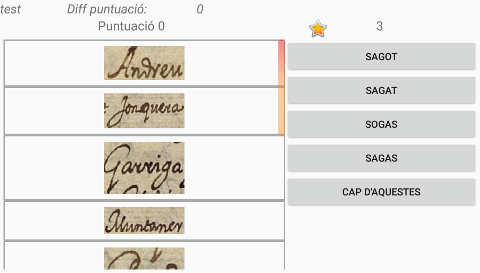 test Diff puntuació: 0
Puntuació 0 3
Andreu
Jonquera
Garriga
Muntaner
SAGOT
SAGAT
SOGAS
SAGAS
CAP D'AQUESTES